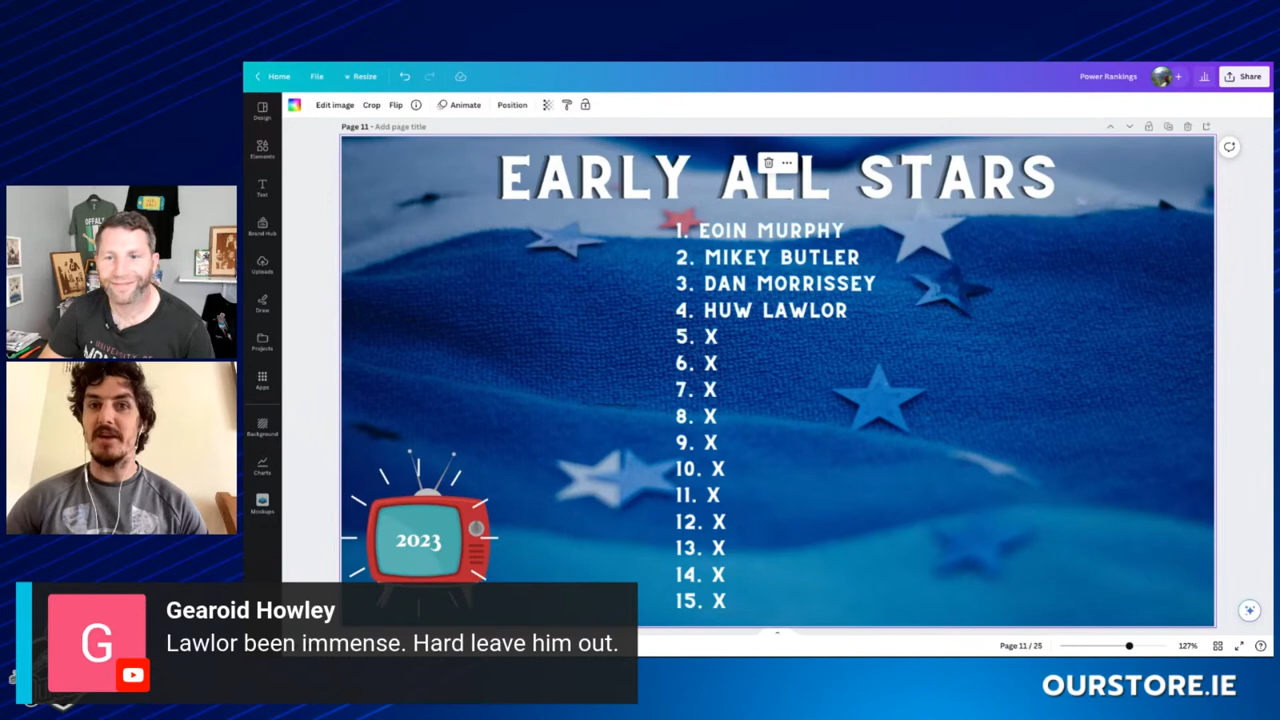 Home File Resize Power Rankings + Share
Edit image Crop Flip Animate Position
Page 11 - Add page title
Design
Elements
Text
Brand Hub
Uploads
Draw
Projects
Apps
Background
Charts
Mockups
EARLY ALL STARS
1. EOIN MURPHY
2. MIKEY BUTLER
3. DAN MORRISSEY
4. HUW LAWLOR
5. X
6. X
7. X
8. X
9. X
10. X
11. X
12. X
13. X
14. X
15. X
2023
OFFALY
UNIVERSITY OF
Page 11 / 25 127%
G
Gearoid Howley
Lawlor been immense. Hard leave him out.
OURSTORE.IE